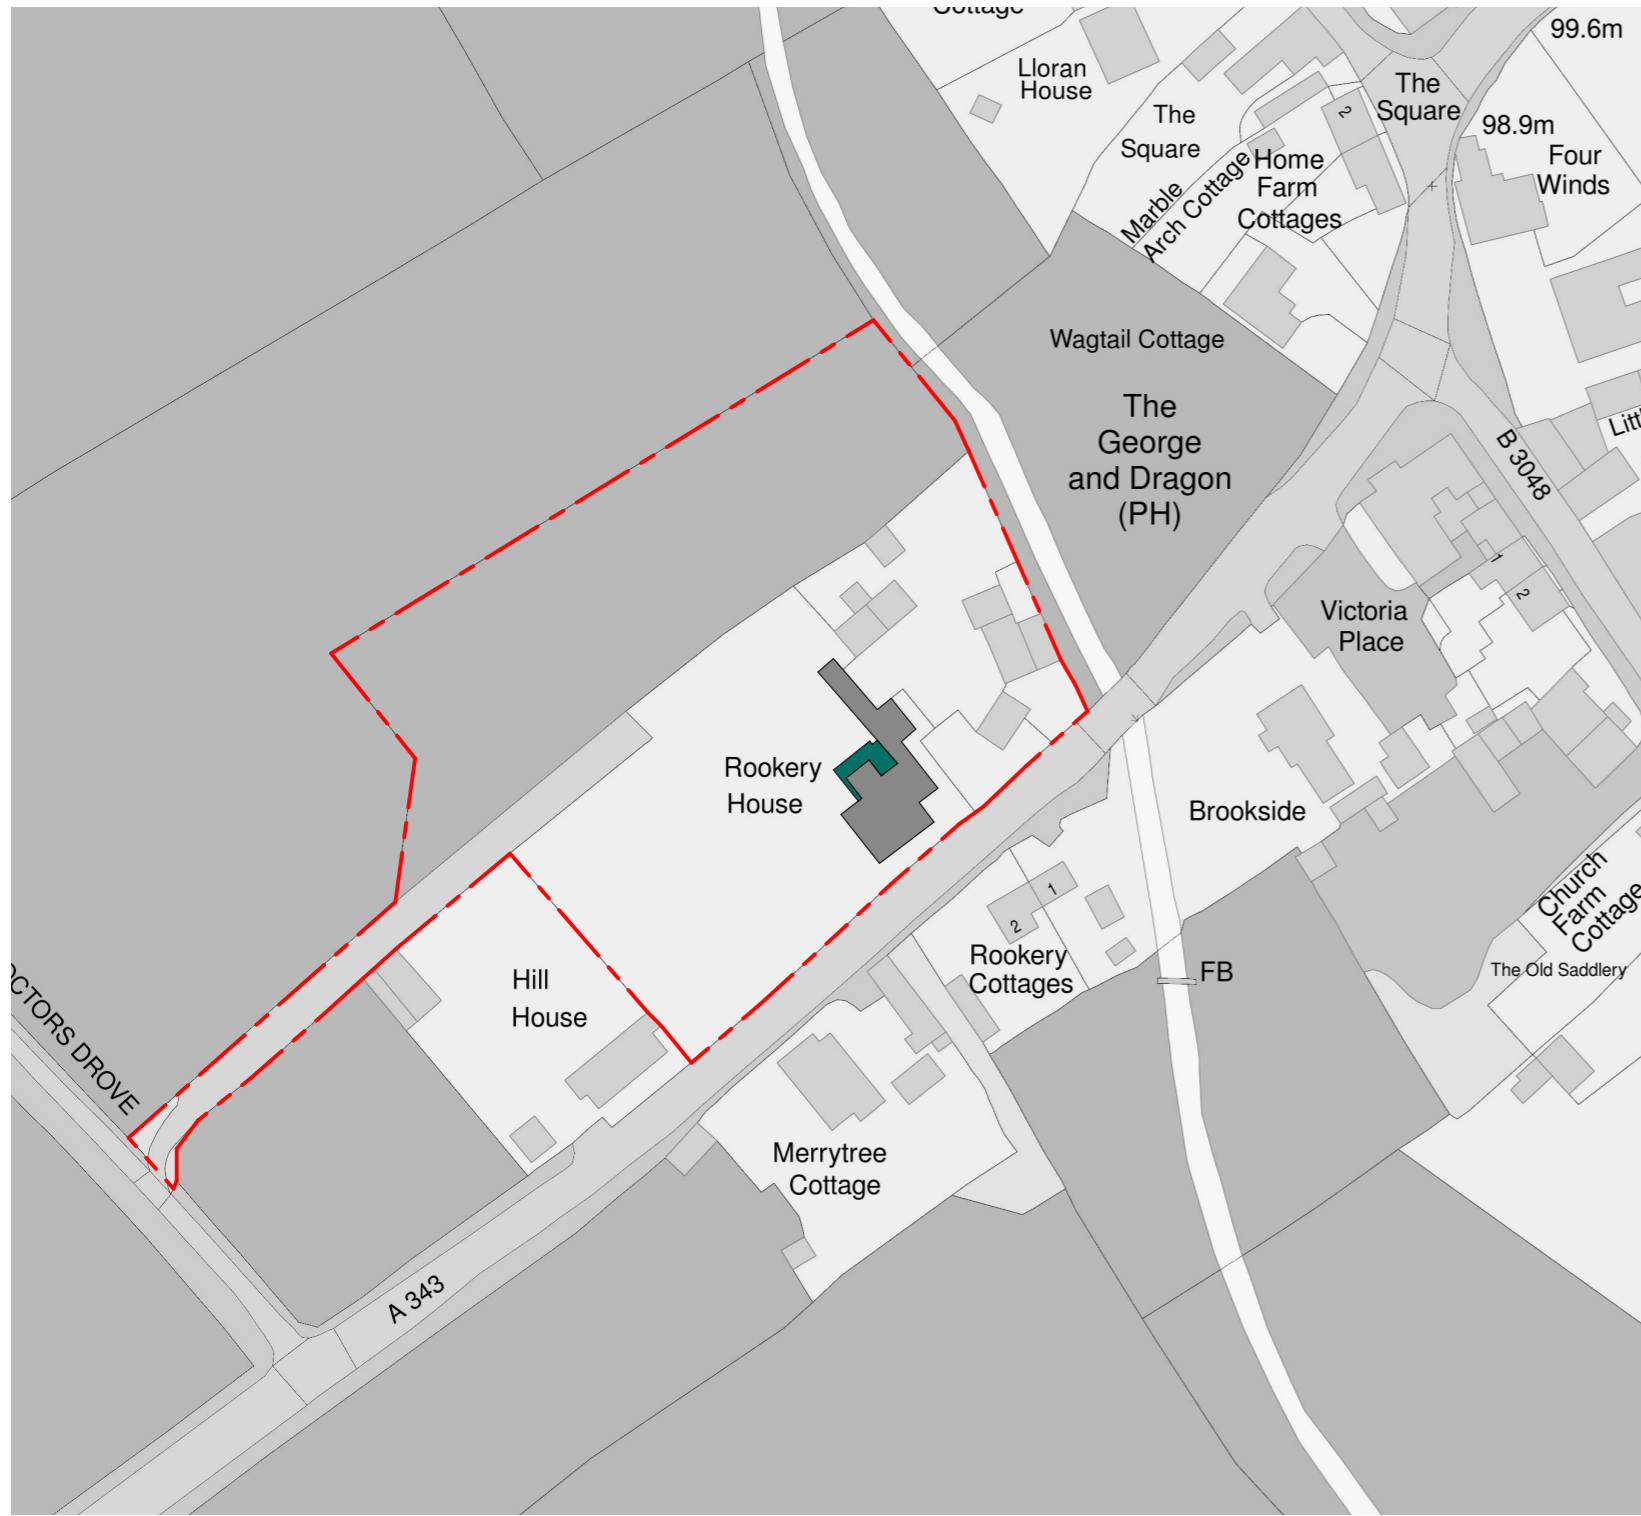 Cottage
99.6m
Lloran
House
The
Square
The
Square
2
98.9m
Four
Winds
Home
Farm
Cottages
Marble
Arch Cottage
Wagtail Cottage
The
George
and Dragon
(PH)
B 3048
1
2
Victoria
Place
Rookery
House
Brookside
1
2
Rookery
Cottages
FB
Church
Farm
Cottage
The Old Saddlery
Hill
House
Merrytree
Cottage
A 343